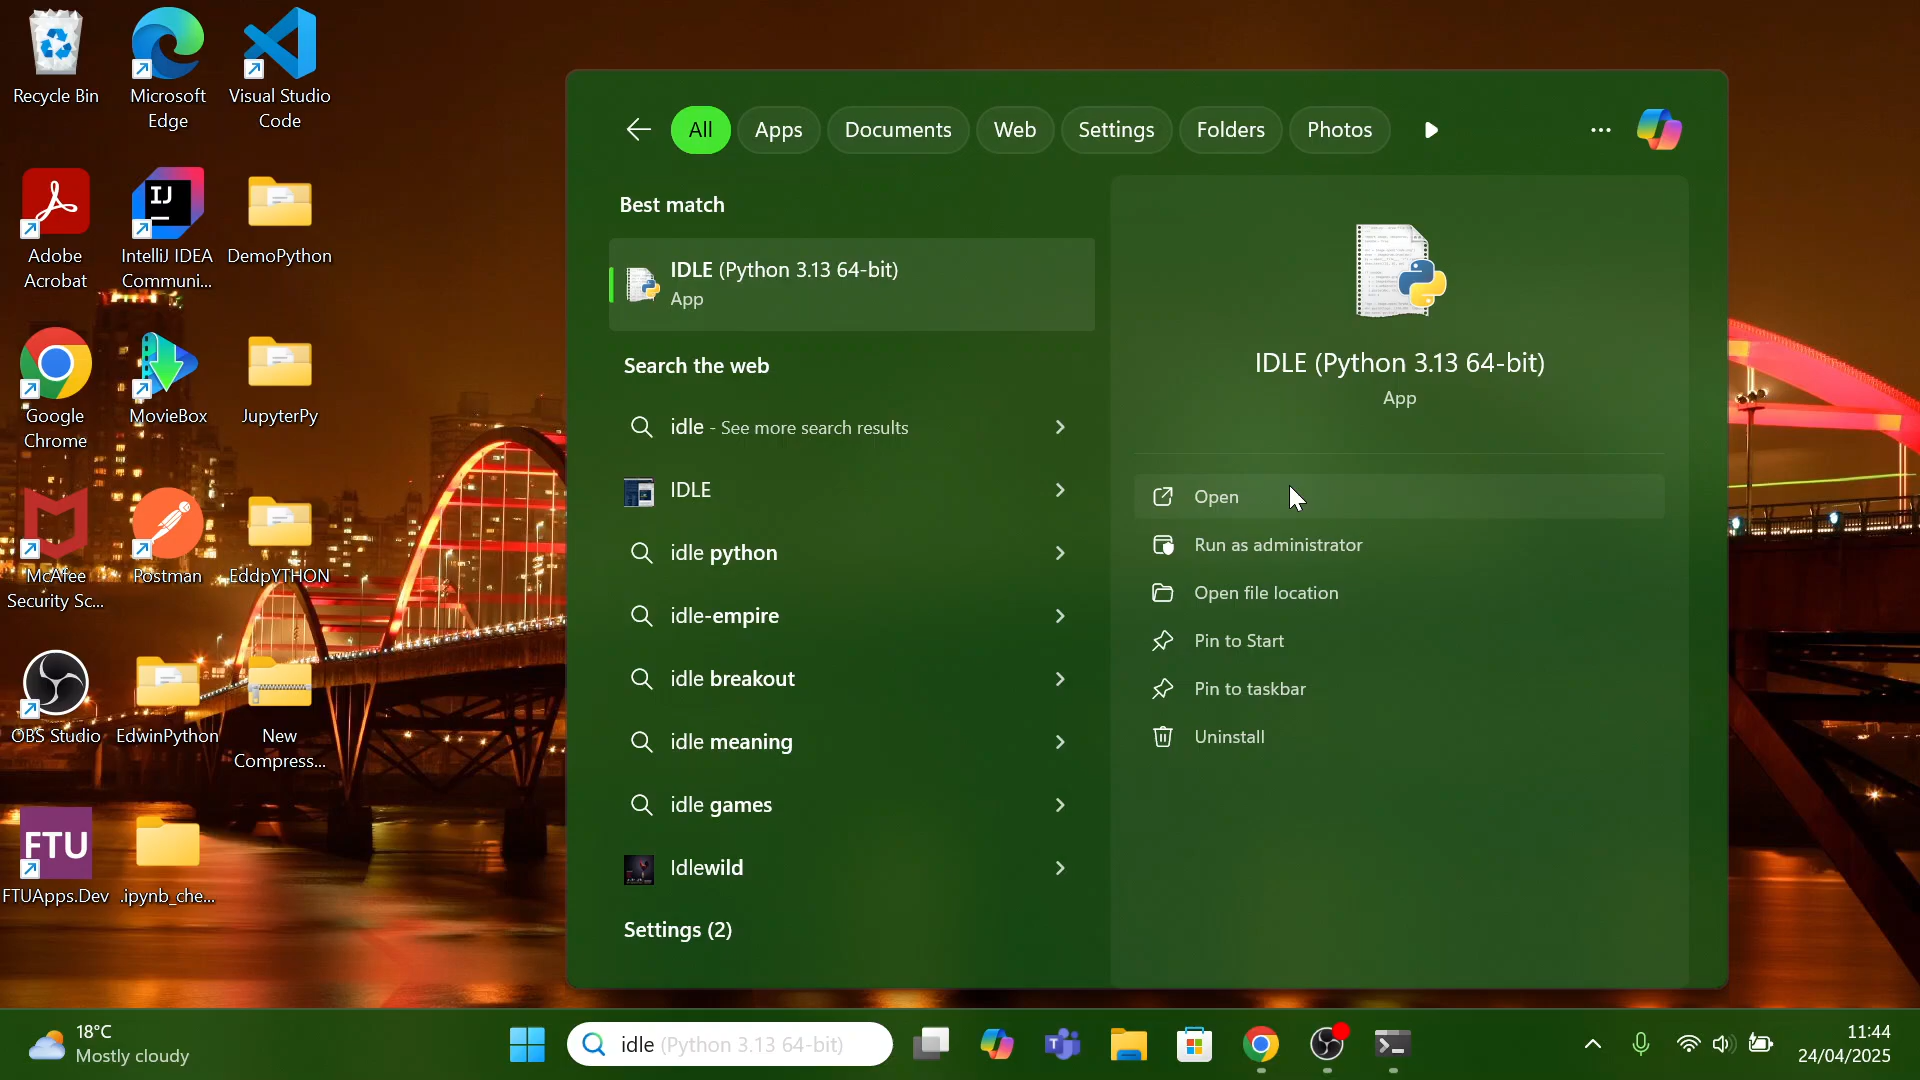 Recycle Bin
Microsoft
Edge
Visual Studio
Code
Adobe
Acrobat
IJ
IntelliJ IDEA
Communi...
DemoPython
Google
Chrome
MovieBox
JupyterPy
McAfee
Security Sc...
Postman
EddpYTHON
OBS Studio
EdwinPython
New
Compress...
FTU
FTUApps.Dev
.ipynb_che...
All
Apps
Documents
Web
Settings
Folders
Photos
Best match
IDLE (Python 3.13 64-bit)
App
Search the web
idle - See more search results
IDLE
idle python
idle-empire
idle breakout
idle meaning
idle games
Idlewild
Settings (2)
IDLE (Python 3.13 64-bit)
App
Open
Run as administrator
Open file location
Pin to Start
Pin to taskbar
Uninstall
18°C
Mostly cloudy
idle (Python 3.13 64-bit)
11:44
24/04/2025